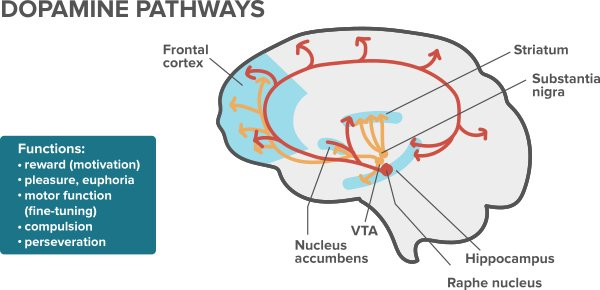 DOPAMINE PATHWAYS
Frontal
cortex
Striatum
Substantia
nigra
Functions:
• reward (motivation)
• pleasure, euphoria
• motor function
(fine-tuning)
• compulsion
• perseveration
Nucleus
accumbens
VTA
Hippocampus
Raphe nucleus